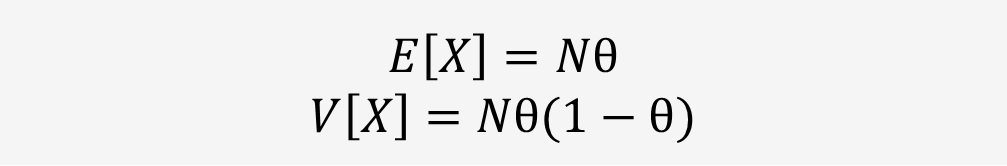 E[X] = Nθ
V[X] = Nθ(1 − θ)